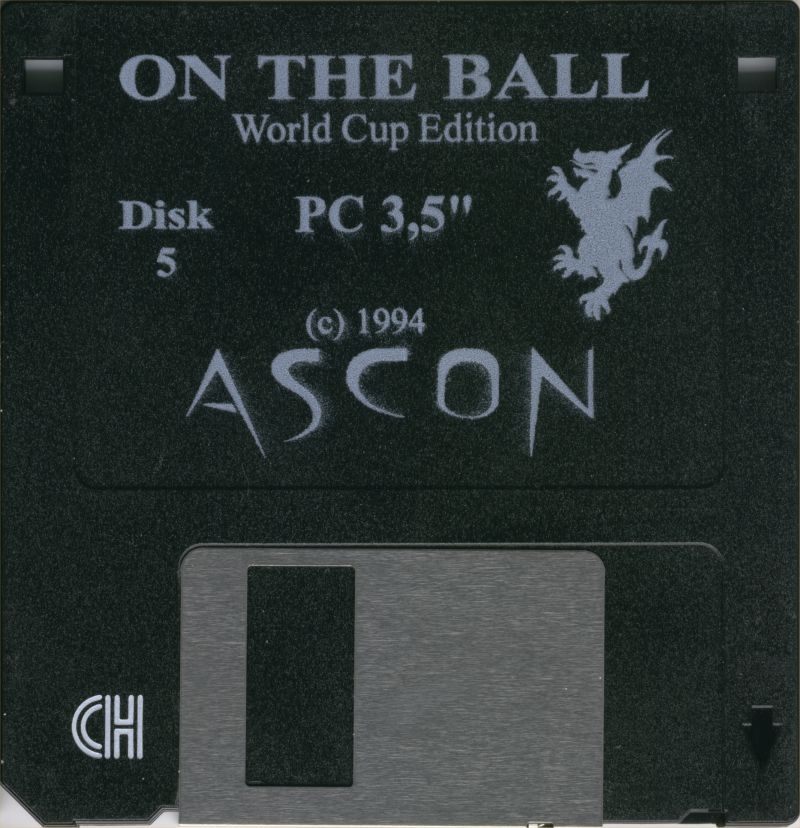 ON THE BALL
World Cup Edition
Disk PC 3,5"
5
(c) 1994
ASCON
CH